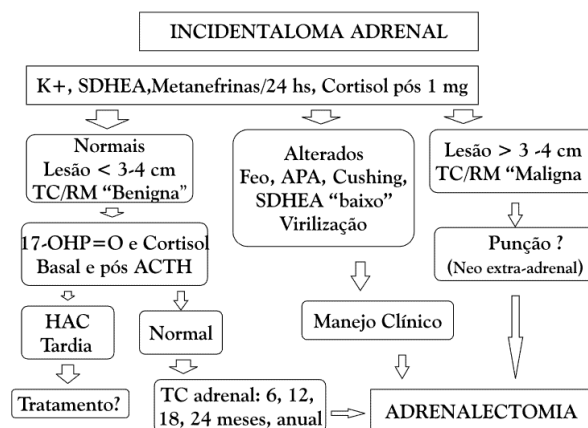 INCIDENTALOMA ADRENAL
K+, SDHEA,Metanefrinas/24 hs, Cortisol pós 1 mg
Normais
Lesão < 3-4 cm
TC/RM “Benigna”
Alterados
Feo, APA, Cushing,
SDHEA “baixo”
Virilização
Lesão > 3 -4 cm
TC/RM “Maligna
17-OHP=O e Cortisol
Basal e pós ACTH
Punção ?
(Neo extra-adrenal)
HAC
Tardia
Normal
Manejo Clínico
Tratamento?
TC adrenal: 6, 12,
18, 24 meses, anual
ADRENALECTOMIA